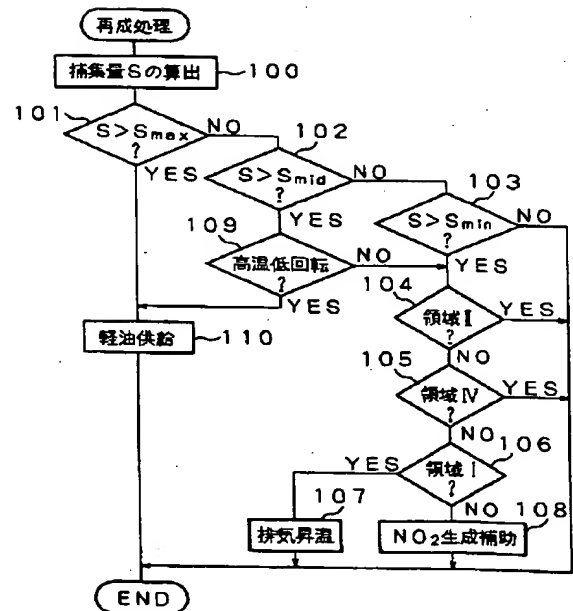 再成処理
捕集量Sの算出
100
101
S>Smax
?
NO
YES
102
S>Smid
?
NO
YES
103
S>Smin
?
NO
YES
109
高温低回転
?
NO
YES
104
領域Ⅱ
?
YES
NO
軽油供給
110
105
領域Ⅳ
?
YES
NO
106
領域Ⅰ
?
YES
NO
107
排気昇温
108
NO2生成補助
END